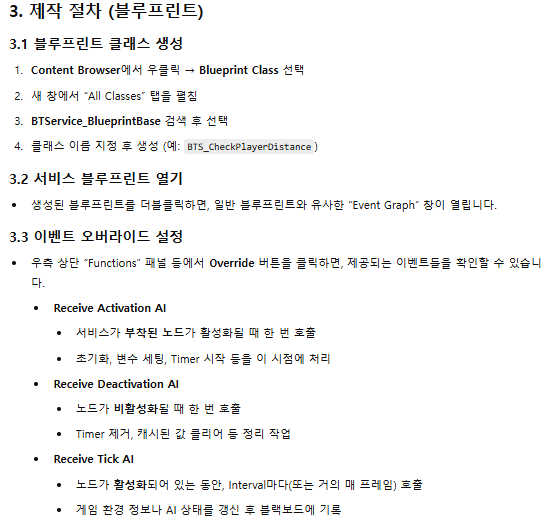 3. 제작 절차 (블루프린트)
3.1 블루프린트 클래스 생성
1. Content Browser에서 우클릭 → Blueprint Class 선택
2. 새 창에서 “All Classes” 탭을 펼침
3. BTService_BlueprintBase 검색 후 선택
4. 클래스 이름 지정 후 생성 (예: BTS_CheckPlayerDistance)
3.2 서비스 블루프린트 열기
• 생성된 블루프린트를 더블클릭하면, 일반 블루프린트와 유사한 “Event Graph” 창이 열립니다.
3.3 이벤트 오버라이드 설정
• 우측 상단 “Functions” 패널 등에서 Override 버튼을 클릭하면, 제공되는 이벤트들을 확인할 수 있습니
다.
• Receive Activation AI
• 서비스가 부착된 노드가 활성화될 때 한 번 호출
• 초기화, 변수 세팅, Timer 시작 등을 이 시점에 처리
• Receive Deactivation AI
• 노드가 비활성화될 때 한 번 호출
• Timer 제거, 캐시된 값 클리어 등 정리 작업
• Receive Tick AI
• 노드가 활성화되어 있는 동안, Interval마다(또는 거의 매 프레임) 호출
• 게임 환경 정보나 AI 상태를 갱신 후 블랙보드에 기록